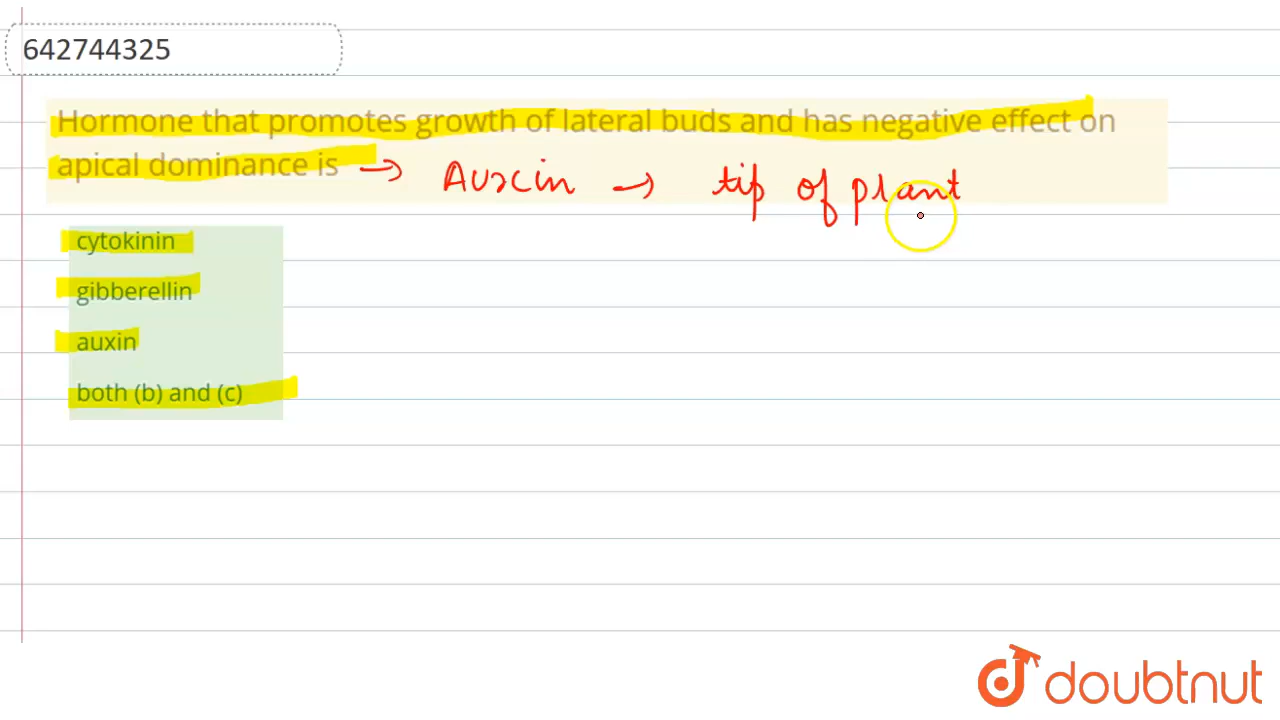 642744325
Hormone that promotes growth of lateral buds and has negative effect on
apical dominance is → Auxin → tip of plant
cytokinin
gibberellin
auxin
both (b) and (c)
doubtnut